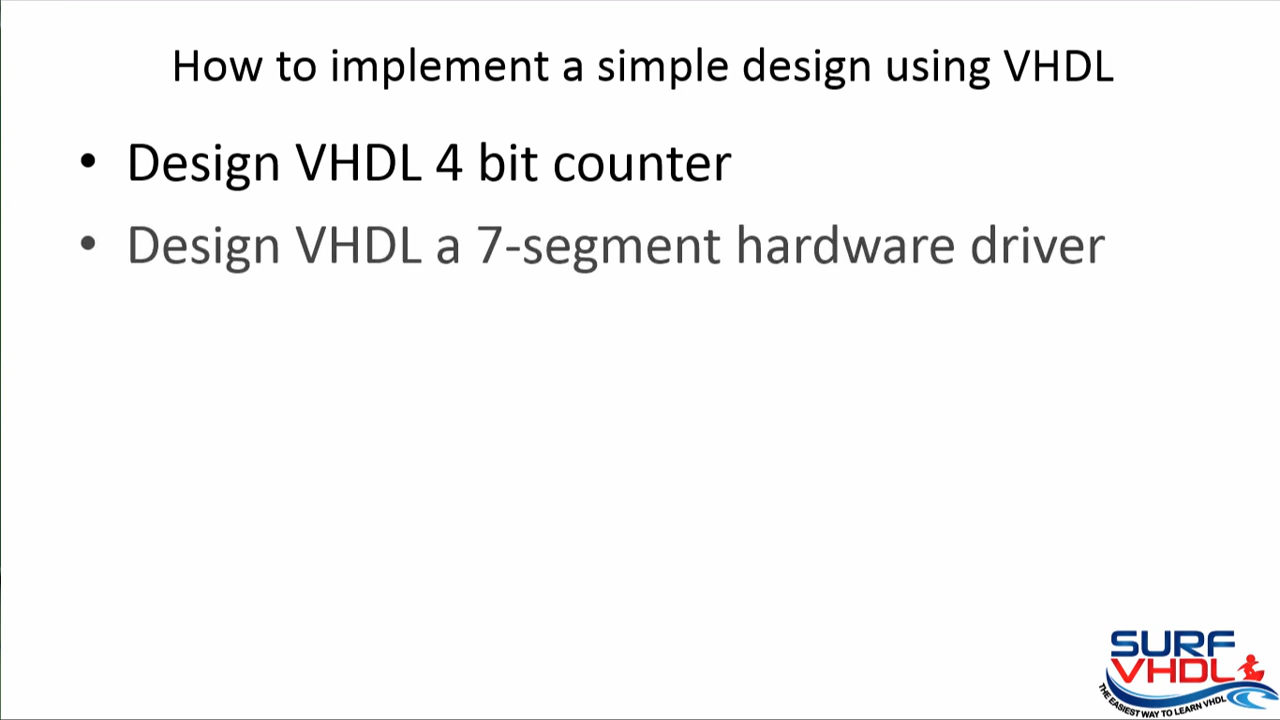 How to implement a simple design using VHDL
• Design VHDL 4 bit counter
• Design VHDL a 7-segment hardware driver
SURF
VHDL
THE EASIEST WAY TO LEARN VHDL